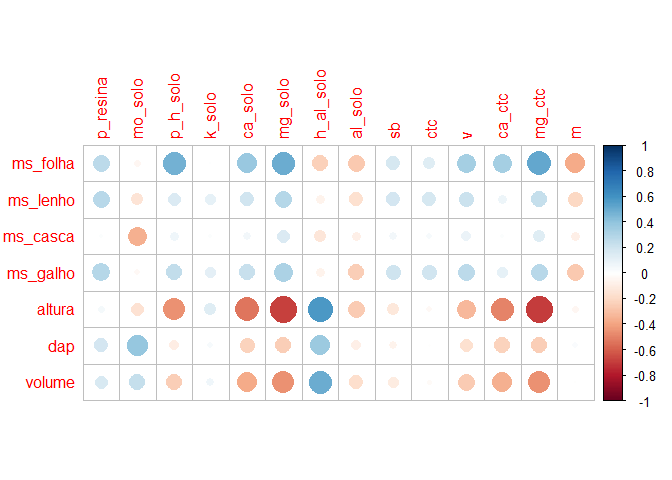 p_resina
mo_solo
p_h_solo
k_solo
ca_solo
mg_solo
h_al_solo
al_solo
sb
ctc
v
ca_ctc
mg_ctc
m
ms_folha
ms_lenho
ms_casca
ms_galho
altura
dap
volume
1
0.8
0.6
0.4
0.2
0
-0.2
-0.4
-0.6
-0.8
-1